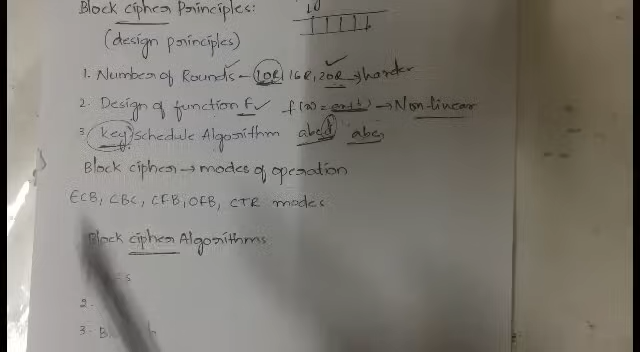 Block cipher Principles:
(design principles)
1. Number of Rounds - 10R, 16R, 20R → harder
2. Design of function F f(x) = → Non-linear
3. key schedule Algorithm abcd abc
Block cipher → modes of operation
ECB, CBC, CFB, OFB, CTR modes
Block cipher Algorithms
2.
3. B